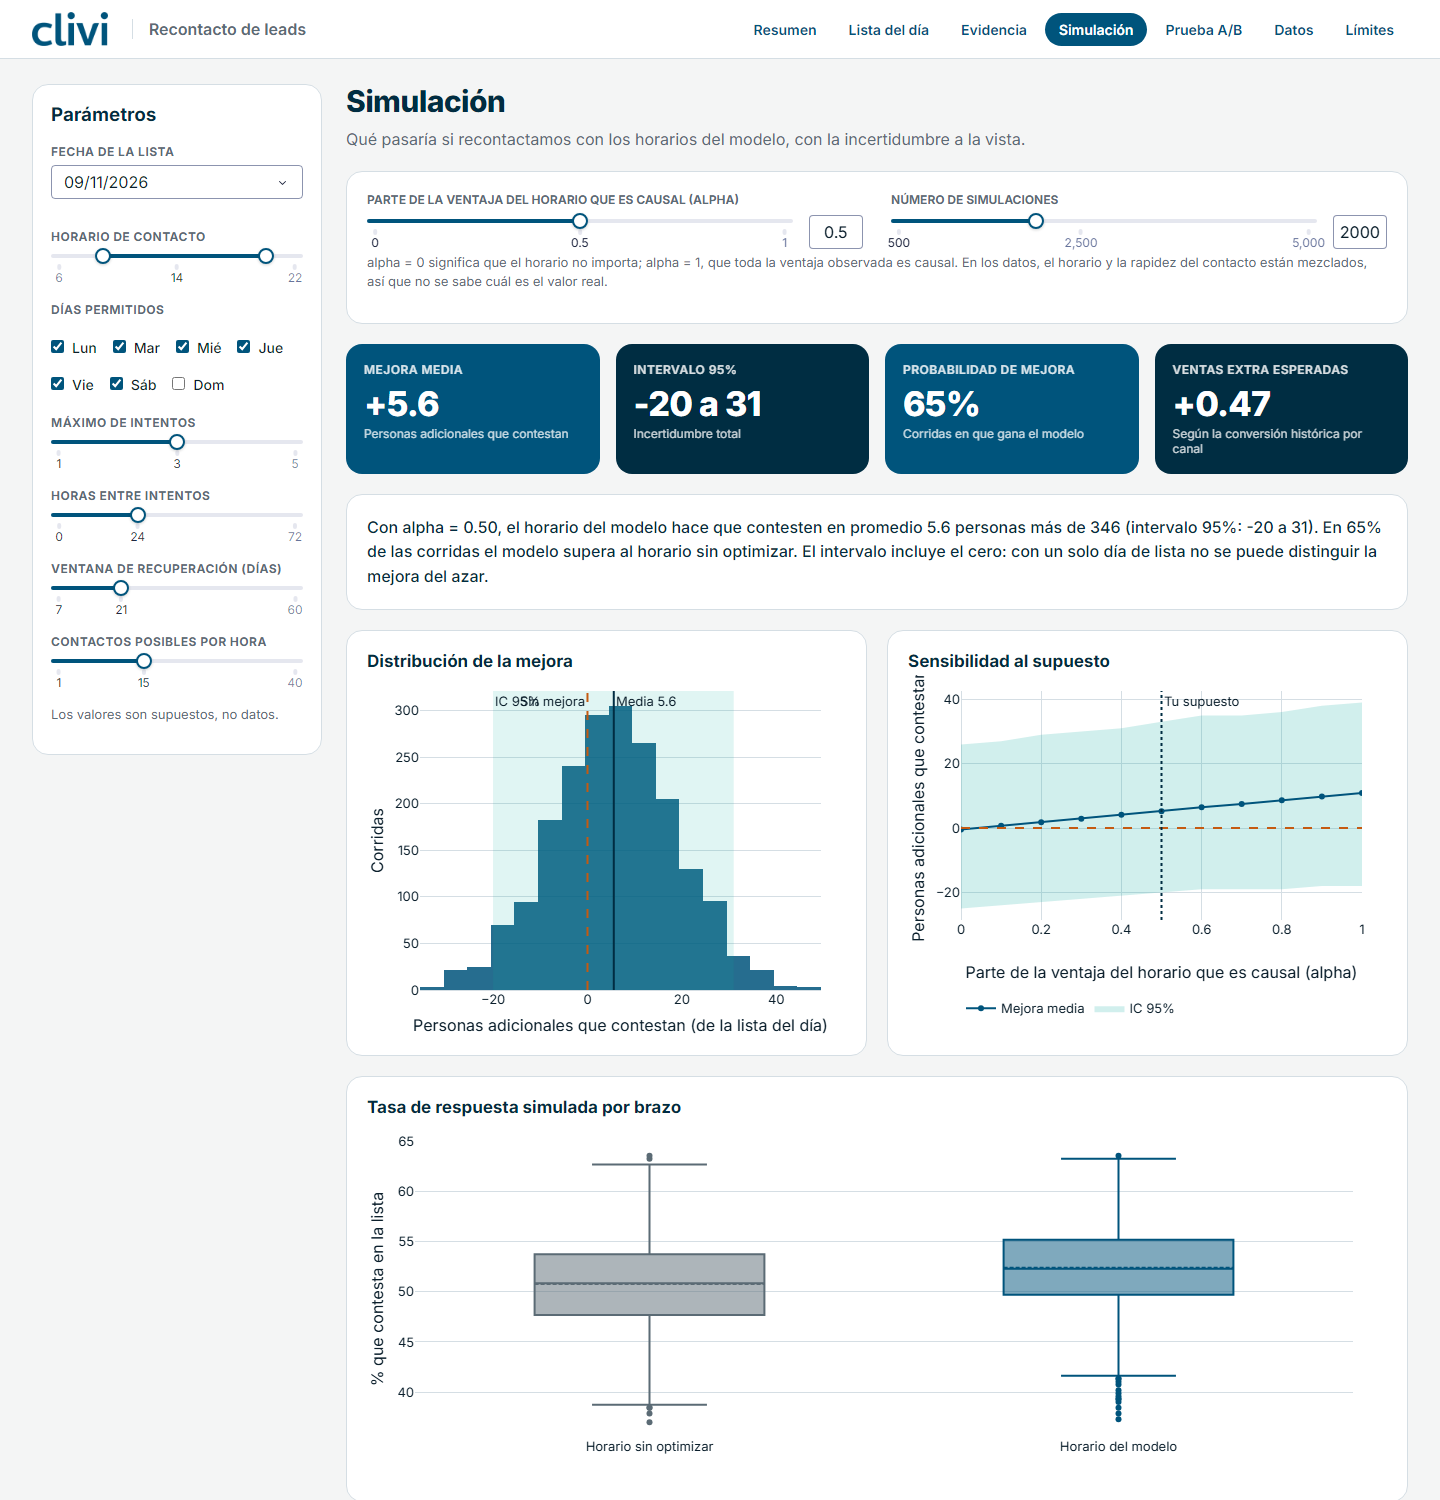 clivi
Recontacto de leads
Resumen
Lista del día
Evidencia
Simulación
Prueba A/B
Datos
Límites
Parámetros
FECHA DE LA LISTA
09/11/2026
HORARIO DE CONTACTO
6 14 22
DÍAS PERMITIDOS
Lun Mar Mié Jue
Vie Sáb Dom
MÁXIMO DE INTENTOS
1 3 5
HORAS ENTRE INTENTOS
0 24 72
VENTANA DE RECUPERACIÓN (DÍAS)
7 21 60
CONTACTOS POSIBLES POR HORA
1 15 40
Los valores son supuestos, no datos.
Simulación
Qué pasaría si recontactamos con los horarios del modelo, con la incertidumbre a la vista.
PARTE DE LA VENTAJA DEL HORARIO QUE ES CAUSAL (ALPHA)
0 0.5 1
0.5
NÚMERO DE SIMULACIONES
500 2,500 5,000
2000
alpha = 0 significa que el horario no importa; alpha = 1, que toda la ventaja observada es causal. En los datos, el horario y la rapidez del contacto están mezclados,
así que no se sabe cuál es el valor real.
MEJORA MEDIA
+5.6
Personas adicionales que contestan
INTERVALO 95%
-20 a 31
Incertidumbre total
PROBABILIDAD DE MEJORA
65%
Corridas en que gana el modelo
VENTAS EXTRA ESPERADAS
+0.47
Según la conversión histórica por
canal
Con alpha = 0.50, el horario del modelo hace que contesten en promedio 5.6 personas más de 346 (intervalo 95%: -20 a 31). En 65%
de las corridas el modelo supera al horario sin optimizar. El intervalo incluye el cero: con un solo día de lista no se puede distinguir la
mejora del azar.
Distribución de la mejora
IC 95%
Sin mejora
Media 5.6
300
250
200
150
100
50
0
Corridas
−20 0 20 40
Personas adicionales que contestan (de la lista del día)
Sensibilidad al supuesto
Tu supuesto
40
20
0
−20
Personas adicionales que contestan
0 0.2 0.4 0.6 0.8 1
Parte de la ventaja del horario que es causal (alpha)
Mejora media
IC 95%
Tasa de respuesta simulada por brazo
65
60
55
50
45
40
% que contesta en la lista
Horario sin optimizar
Horario del modelo